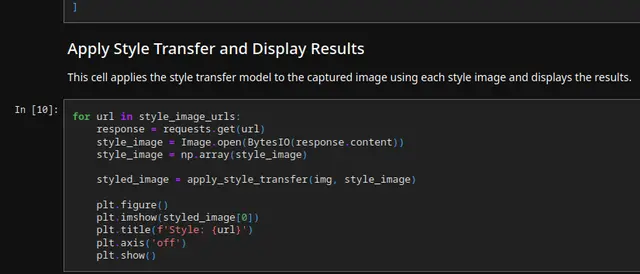 ]
Apply Style Transfer and Display Results
This cell applies the style transfer model to the captured image using each style image and displays the results.
In [10]:
for url in style_image_urls:
    response = requests.get(url)
    style_image = Image.open(BytesIO(response.content))
    style_image = np.array(style_image)

    styled_image = apply_style_transfer(img, style_image)

    plt.figure()
    plt.imshow(styled_image[0])
    plt.title(f'Style: {url}')
    plt.axis('off')
    plt.show()